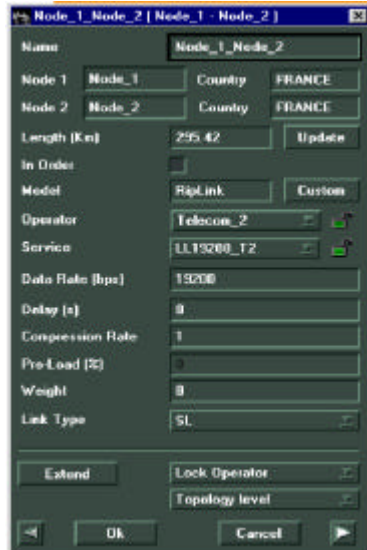 Node_1_Node_2 ( Node_1 - Node_2 )
Name Node_1_Node_2
Node 1 Node_1 Country FRANCE
Node 2 Node_2 Country FRANCE
Length (Km) 295.42 Update
In Order
Model RipLink Custom
Operator Telecom_2
Service LL19200_T2
Data Rate (bps) 19200
Delay (s) 0
Compression Rate 1
Pre-Load (%) 0
Weight 0
Link Type SL
Extend Lock Operator
Topology level
Ok Cancel